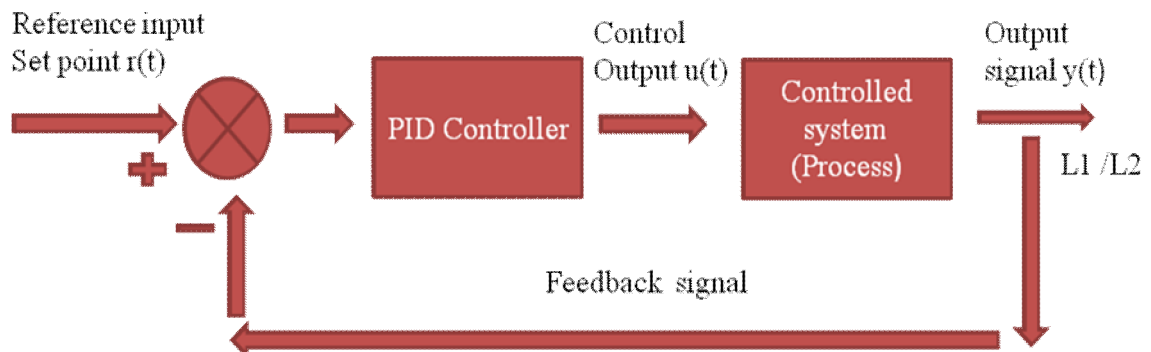 Reference input
Set point r(t)
+
−
PID Controller
Control
Output u(t)
Controlled
system
(Process)
Output
signal y(t)
L1 /L2
Feedback signal